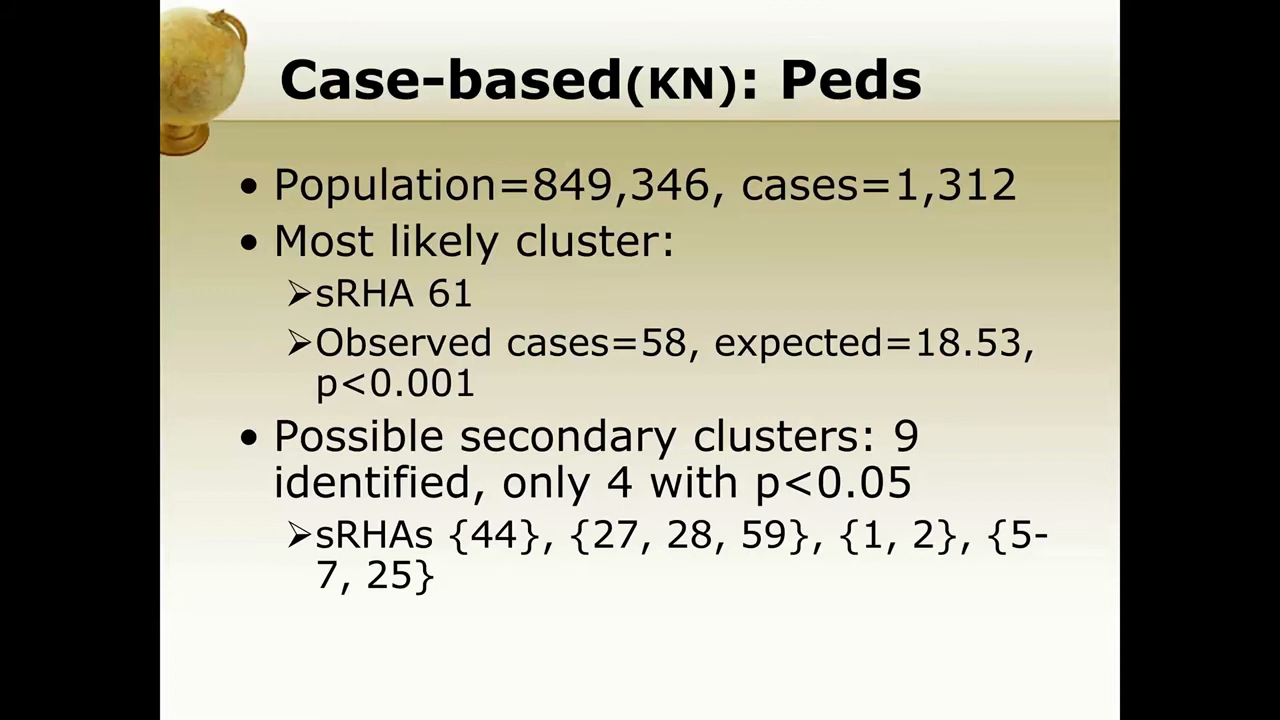 Case-based(KN): Peds
• Population=849,346, cases=1,312
• Most likely cluster:
➢sRHA 61
➢Observed cases=58, expected=18.53,
p<0.001
• Possible secondary clusters: 9
identified, only 4 with p<0.05
➢sRHAs {44}, {27, 28, 59}, {1, 2}, {5-
7, 25}